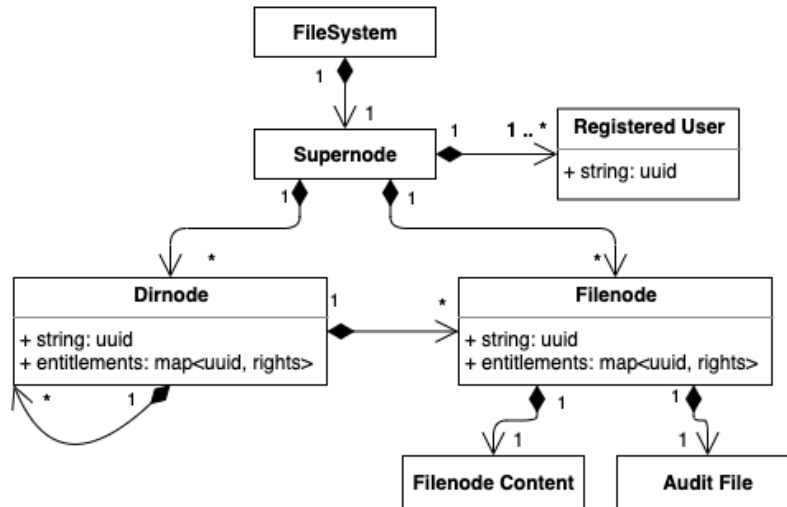 FileSystem
1
1
Supernode
1
1 .. *
Registered User
+ string: uuid
1
1
*
*
Dirnode
+ string: uuid
+ entitlements: map<uuid, rights>
1
*
Filenode
+ string: uuid
+ entitlements: map<uuid, rights>
*
1
1
1
1
1
Filenode Content
Audit File